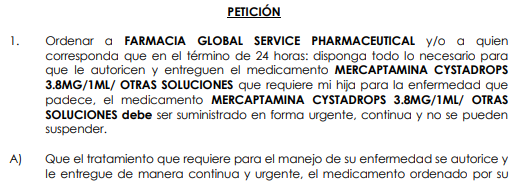 PETICIÓN
1. Ordenar a FARMACIA GLOBAL SERVICE PHARMACEUTICAL y/o a quien
corresponda que en el término de 24 horas: disponga todo lo necesario para
que le autoricen y entreguen el medicamento MERCAPTAMINA CYSTADROPS
3.8MG/1ML/ OTRAS SOLUCIONES que requiere mi hija para la enfermedad que
padece, el medicamento MERCAPTAMINA CYSTADROPS 3.8MG/1ML/ OTRAS
SOLUCIONES debe ser suministrado en forma urgente, continua y no se pueden
suspender.
A) Que el tratamiento que requiere para el manejo de su enfermedad se autorice y
le entregue de manera continua y urgente, el medicamento ordenado por su